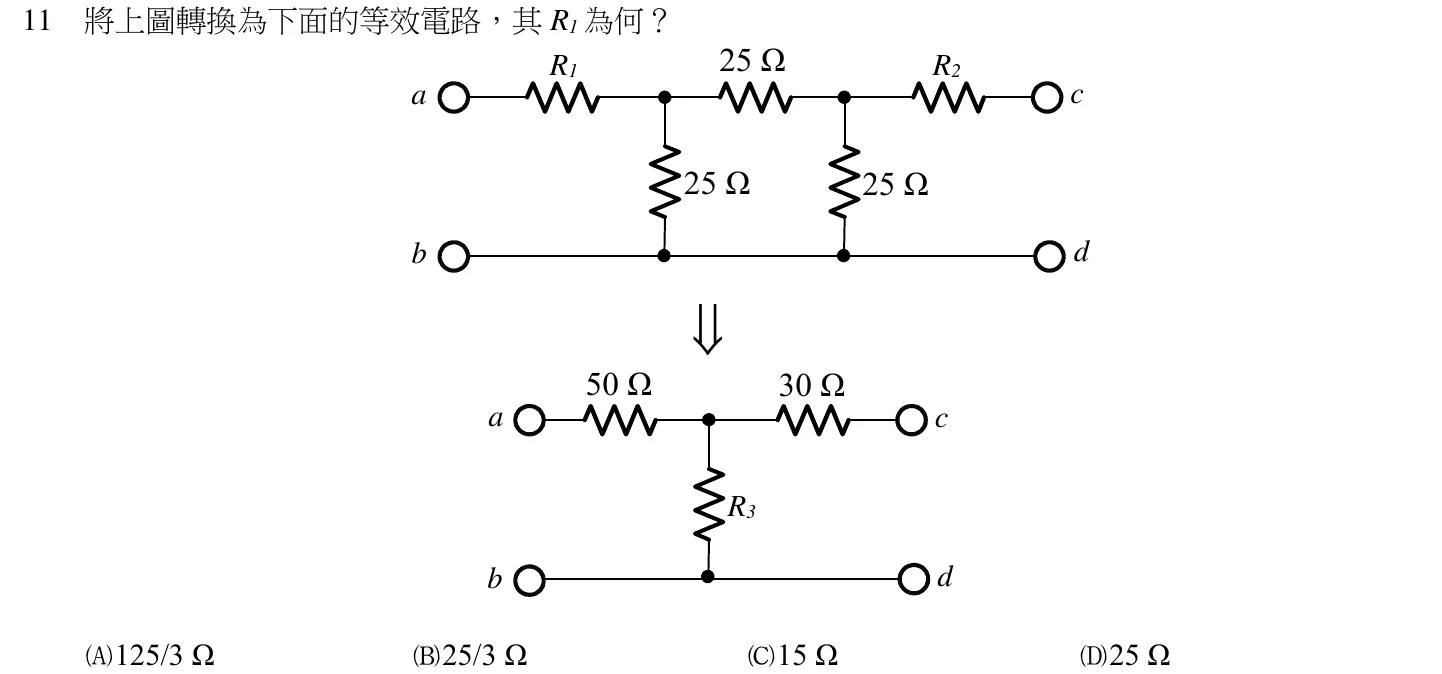 11 將上圖轉換為下面的等效電路，其 R1 為何？
R1 25 Ω R2
a c
25 Ω 25 Ω
b d
50 Ω 30 Ω
a c
R3
b d
(A)125/3 Ω (B)25/3 Ω (C)15 Ω (D)25 Ω